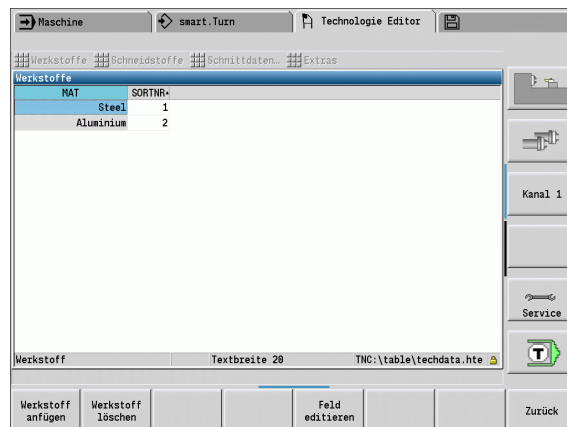 Maschine
smart.Turn
Technologie Editor
Werkstoffe
Schneidstoffe
Schnittdaten...
Extras
Werkstoffe
MAT SORTNR
Steel 1
Aluminium 2
Werkstoff
Textbreite 20
TNC:\table\techdata.hte
Kanal 1
Service
T
Werkstoff
anfügen
Werkstoff
löschen
Feld
editieren
Zurück